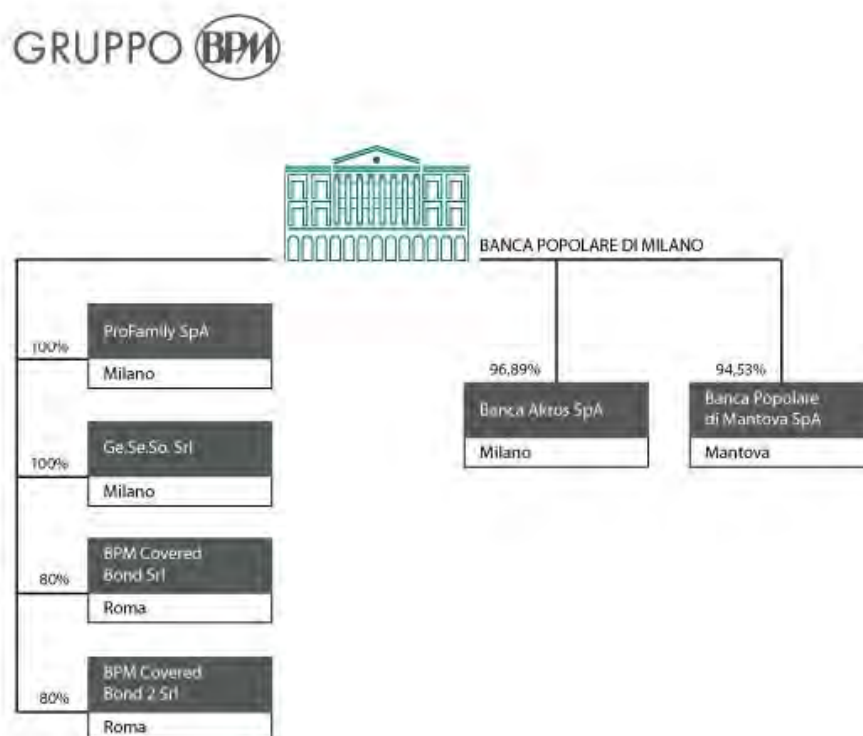 GRUPPO BPM
BANCA POPOLARE DI MILANO
100%
ProFamily SpA
Milano
100%
Ge.Se.So. Srl
Milano
80%
BPM Covered
Bond Srl
Roma
80%
BPM Covered
Bond 2 Srl
Roma
96,89%
Banca Akros SpA
Milano
94,53%
Banca Popolare
di Mantova SpA
Mantova